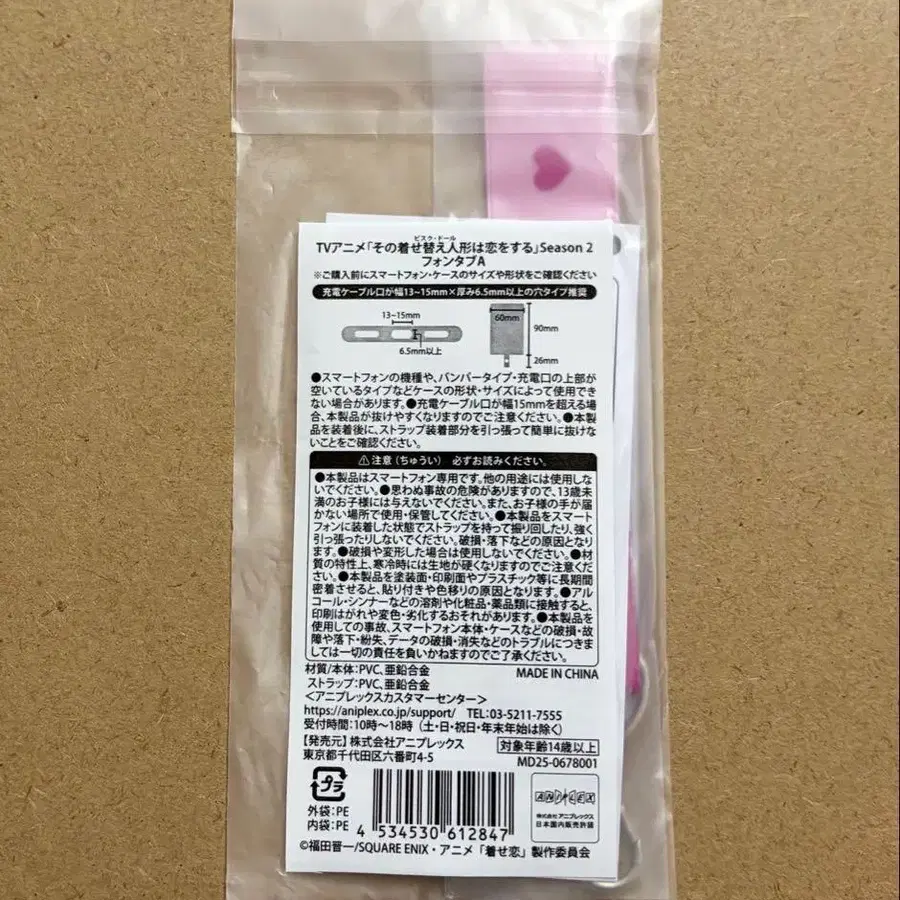 ビスク・ドール
TVアニメ「その着せ替え人形は恋をする」Season 2
フォンタブA
※ご購入前にスマートフォン・ケースのサイズや形状をご確認ください
充電ケーブル口が幅13~15mm×厚み6.5mm以上の穴タイプ推奨
13~15mm
6.5mm以上
60mm
90mm
26mm
●スマートフォンの機種や、バンパータイプ・充電口の上部が
空いているタイプなどケースの形状・サイズによって使用でき
ない場合があります。●充電ケーブル口が幅15mmを超える場
合、本製品が抜けやすくなりますのでご注意ください。●本製
品を装着後に、ストラップ装着部分を引っ張って簡単に抜けな
いことをご確認ください。
⚠注意（ちゅうい） 必ずお読みください。
●本製品はスマートフォン専用です。他の用途には使用しな
いでください。●思わぬ事故の危険がありますので、13歳未
満のお子様には与えないでください。また、お子様の手が届
かない場所で使用・保管してください。●本製品をスマート
フォンに装着した状態でストラップを持って振り回したり、強く
引っ張ったりしないでください。破損・落下などの原因となり
ます。●破損や変形した場合は使用しないでください。●材
質の特性上、寒冷時には生地が硬くなりますのでご注意くだ
さい。●本製品を塗装面・印刷面やプラスチック等に長期間
密着させると、貼り付きや色移りの原因となります。●アル
コール・シンナーなどの溶剤や化粧品・薬品類に接触すると、
印刷はがれや変色・劣化するおそれがあります。●本製品を
使用しての事故、スマートフォン本体・ケースなどの破損・故
障や落下・紛失、データの破損・消失などのトラブルにつきま
しては一切の責任を負いかねますのでご了承ください。
材質/本体：PVC、亜鉛合金
MADE IN CHINA
ストラップ：PVC、亜鉛合金
＜アニプレックスカスタマーセンター＞
https://aniplex.co.jp/support/ TEL：03-5211-7555
受付時間：10時～18時（土・日・祝日・年末年始は除く）
【発売元】株式会社アニプレックス
対象年齢14歳以上
東京都千代田区六番町4-5
MD25-0678001
プラ
外袋：PE
内袋：PE
4 534530 612847
ANIPLEX
株式会社アニプレックス
日本国内販売許諾
©福田晋一/SQUARE ENIX・アニメ「着せ恋」製作委員会